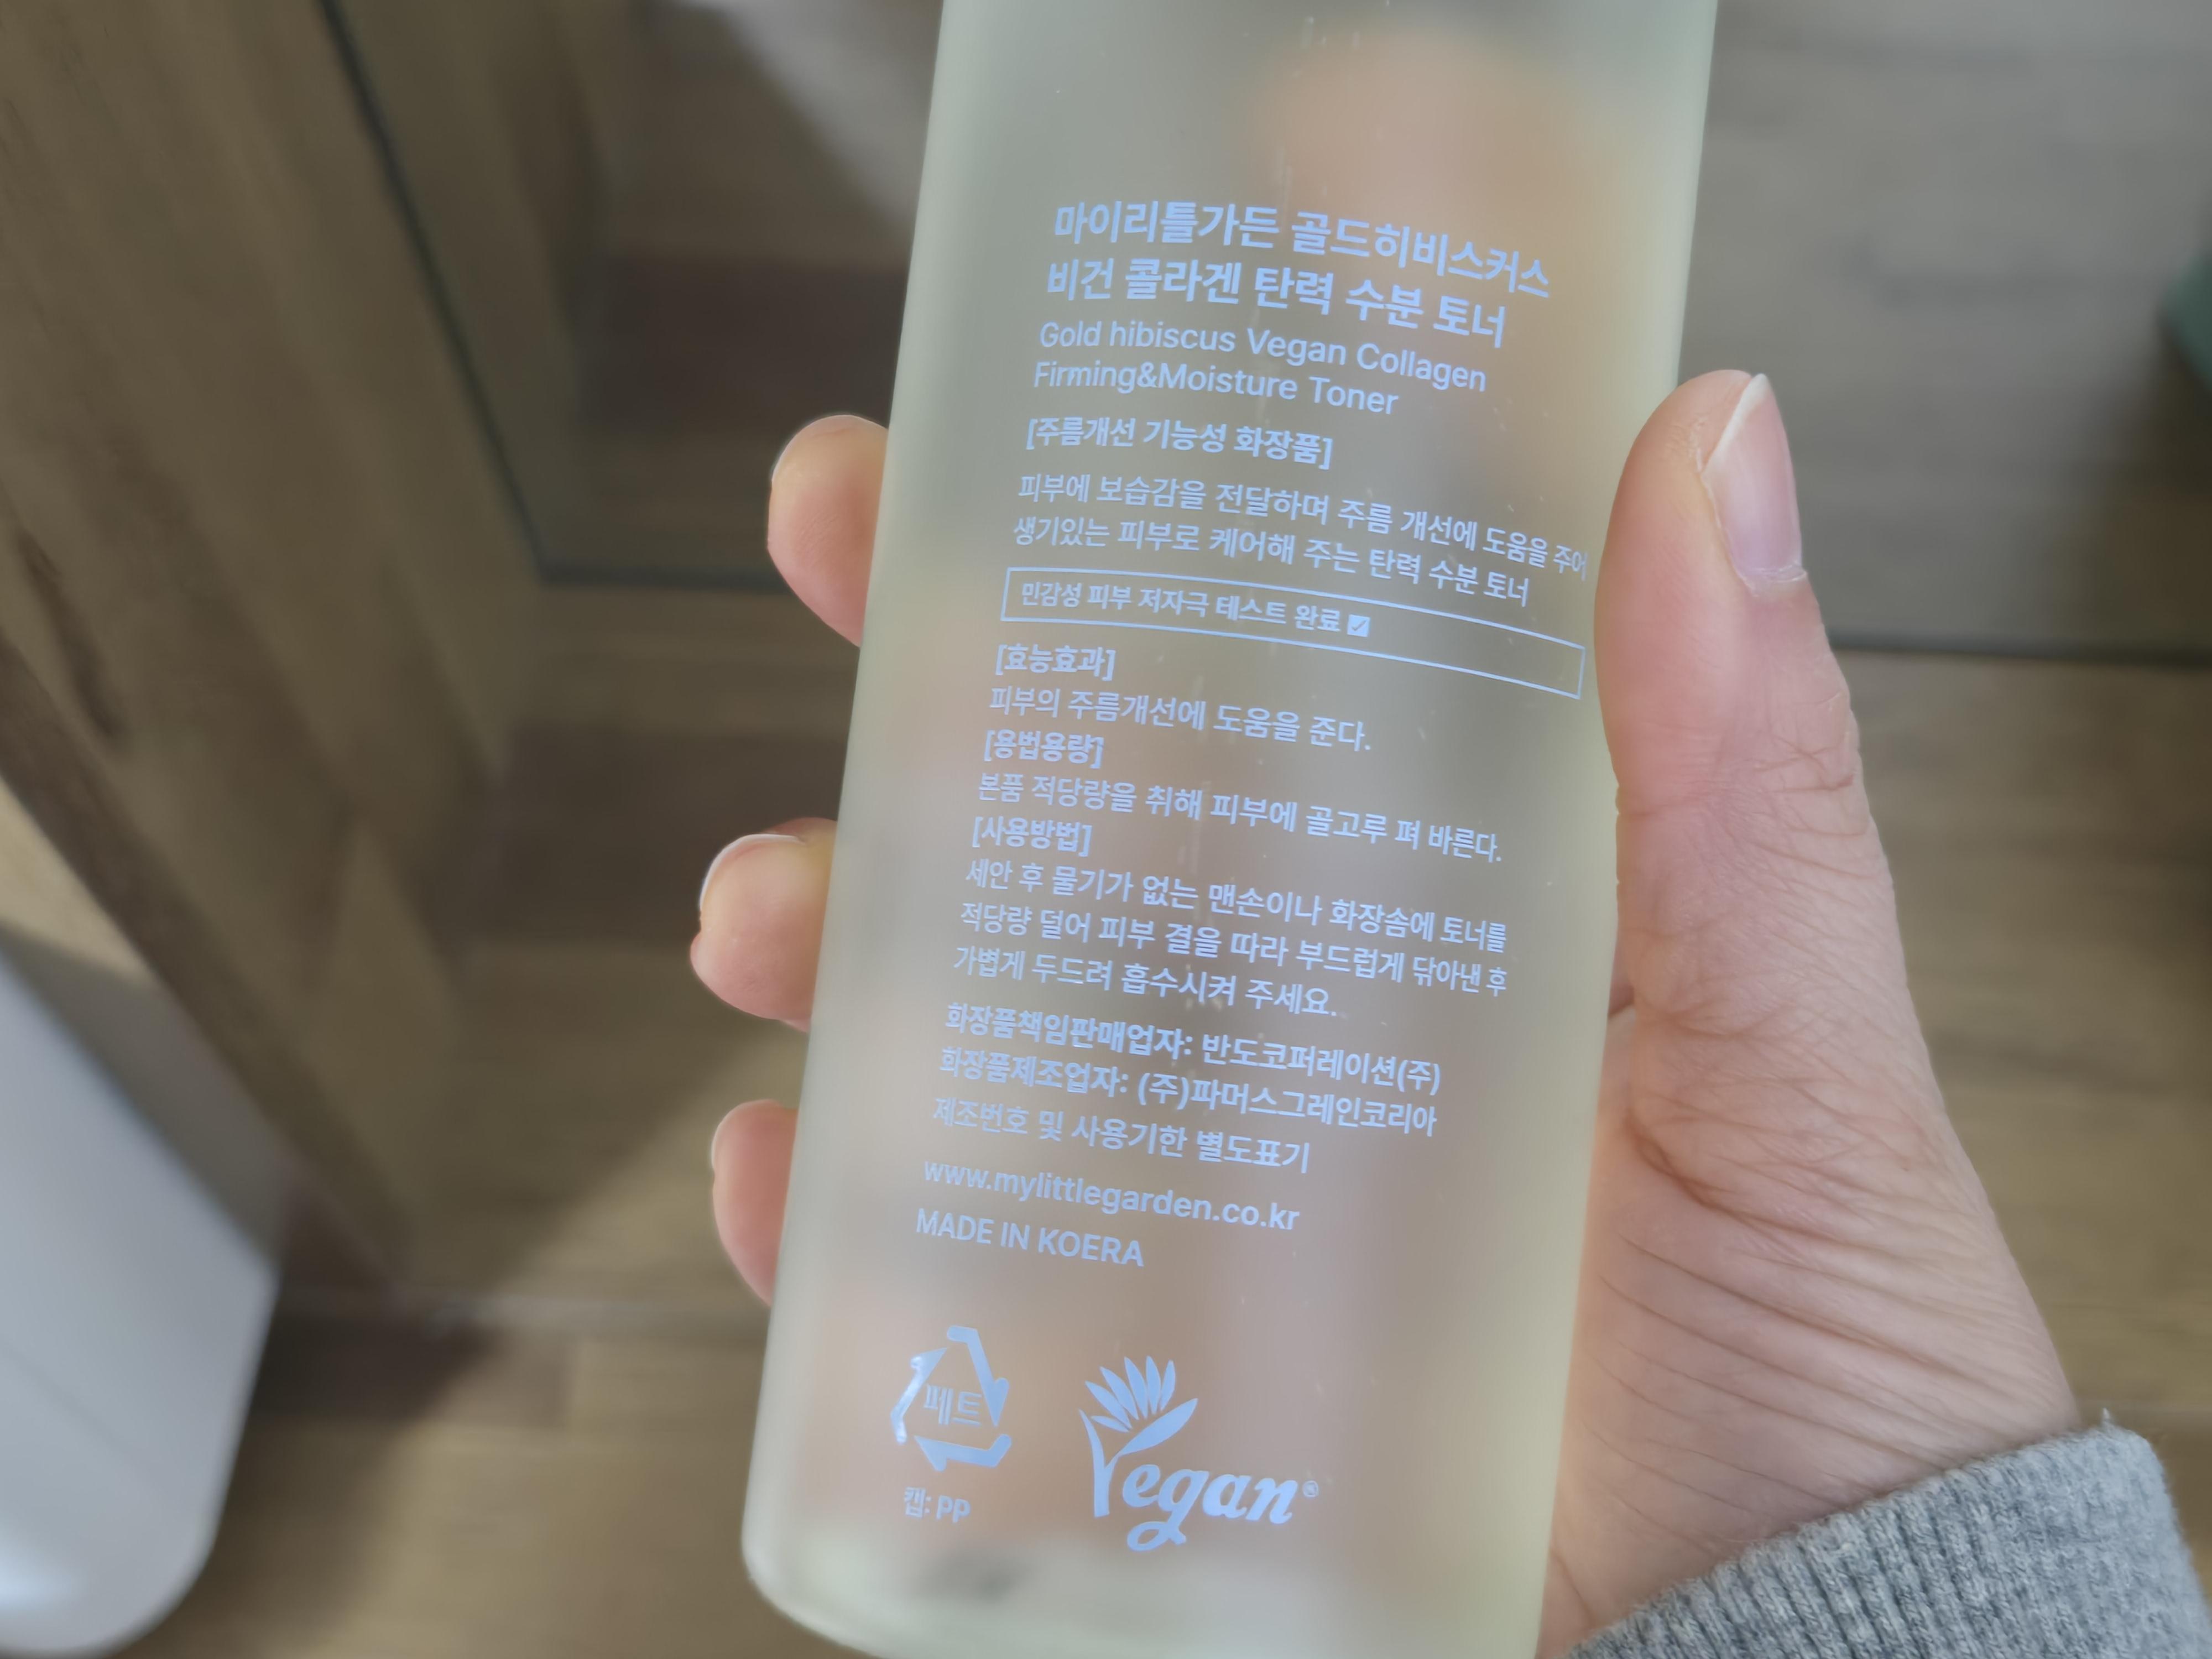 마이리틀가든 골드히비스커스
비건 콜라겐 탄력 수분 토너
Gold hibiscus Vegan Collagen
Firming&Moisture Toner
[주름개선 기능성 화장품]
피부에 보습감을 전달하며 주름 개선에 도움을 주어
생기있는 피부로 케어해 주는 탄력 수분 토너
민감성 피부 저자극 테스트 완료 ☑
[효능효과]
피부의 주름개선에 도움을 준다.
[용법용량]
본품 적당량을 취해 피부에 골고루 펴 바른다.
[사용방법]
세안 후 물기가 없는 맨손이나 화장솜에 토너를
적당량 덜어 피부 결을 따라 부드럽게 닦아낸 후
가볍게 두드려 흡수시켜 주세요.
화장품책임판매업자: 반도코퍼레이션(주)
화장품제조업자: (주)파머스그레인코리아
제조번호 및 사용기한 별도표기
www.mylittlegarden.co.kr
MADE IN KOERA
페트
캡: PP
Vegan®